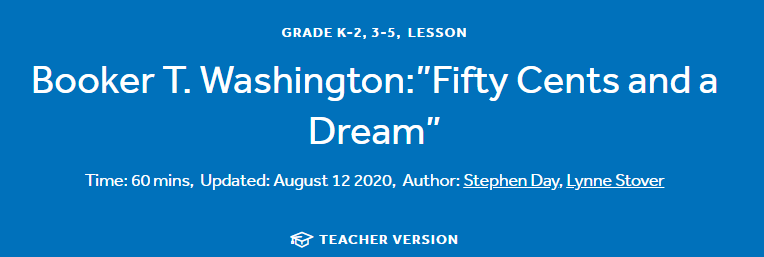 GRADE K-2, 3-5, LESSON
Booker T. Washington:”Fifty Cents and a
Dream”
Time: 60 mins, Updated: August 12 2020, Author: Stephen Day, Lynne Stover
TEACHER VERSION